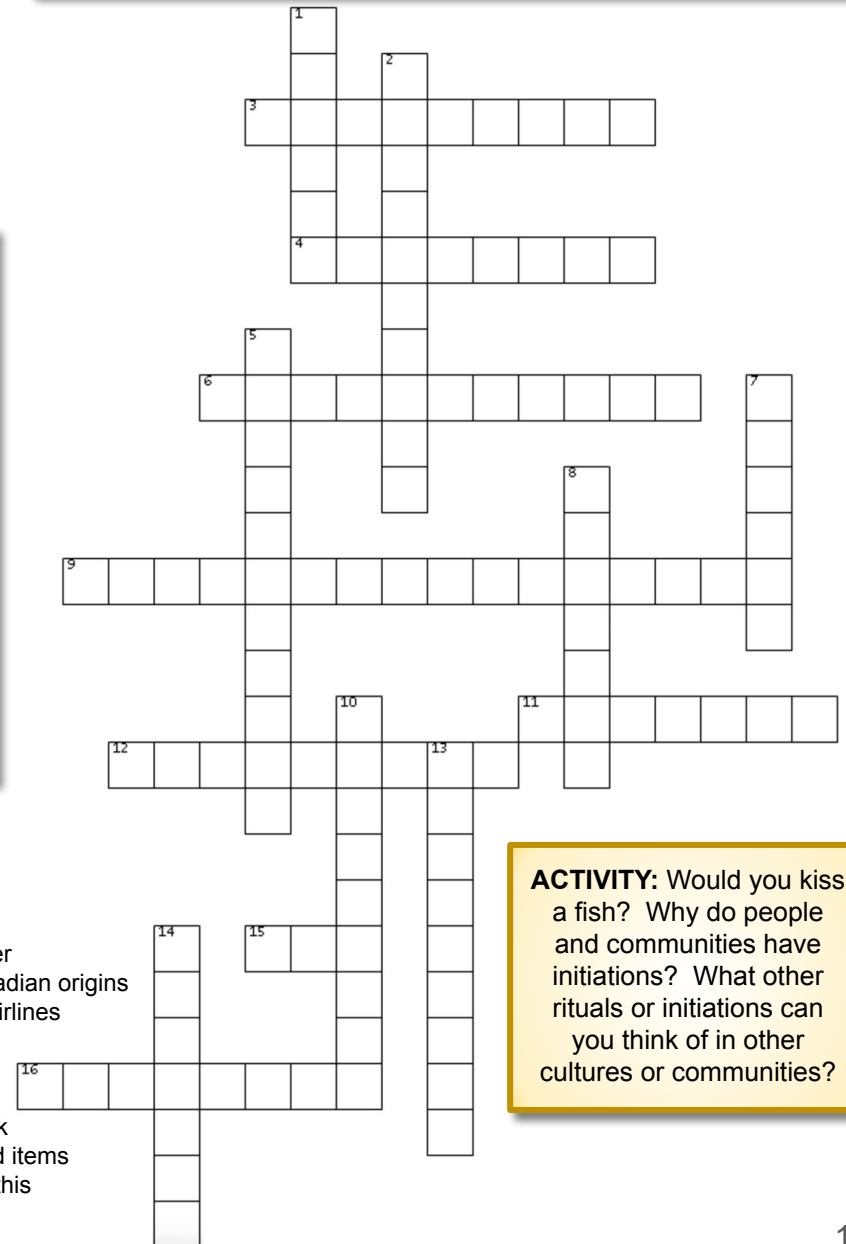 1
2
3
4
5
6
7
8
9
10
11
12
13
14
15
16
er
adian origins
irlines
k
d items
this
ACTIVITY: Would you kiss
a fish? Why do people
and communities have
initiations? What other
rituals or initiations can
you think of in other
cultures or communities?
1